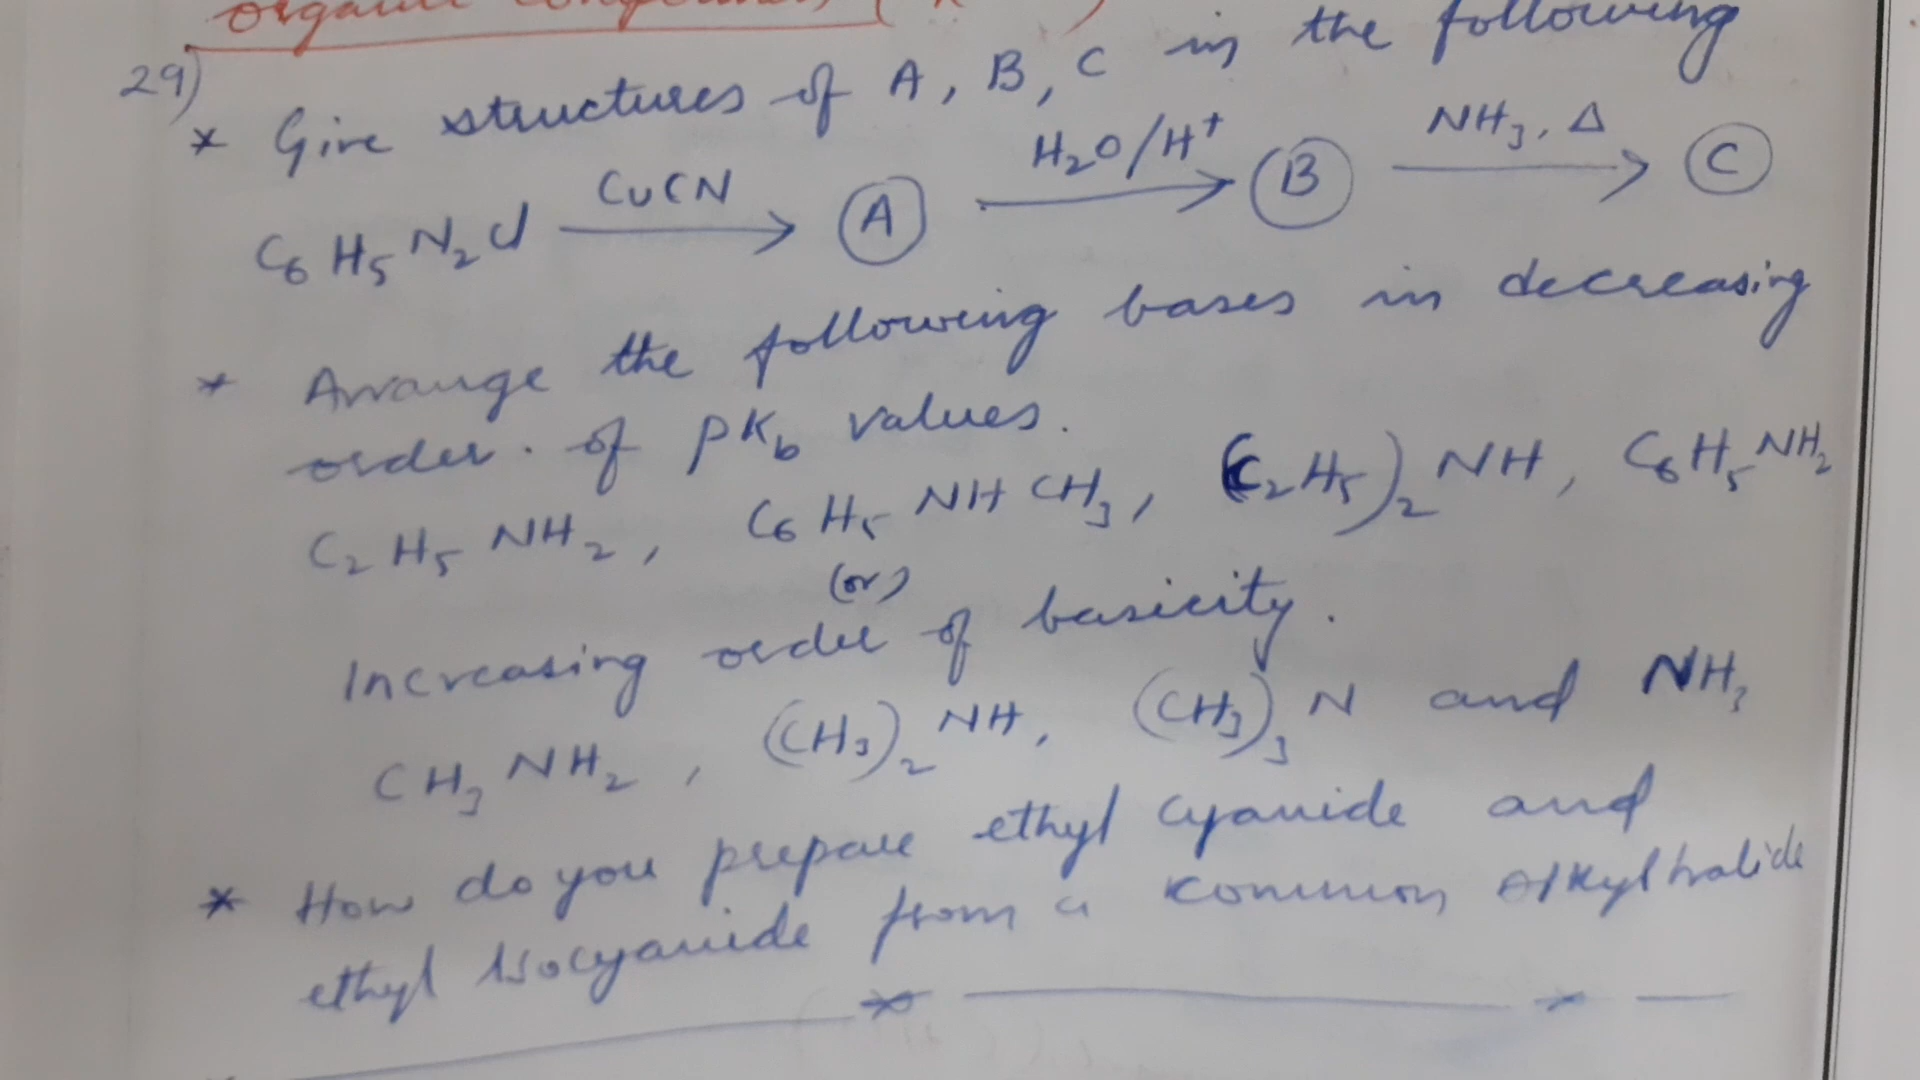 organic compounds (
29)
* Give structures of A, B, C in the following
C₆H₅N₂Cl —CuCN→ (A) —H₂O/H⁺→ (B) —NH₃, Δ→ (C)
* Arrange the following bases in decreasing
order. of pKb values.
C₂H₅NH₂, C₆H₅NHCH₃, (C₂H₅)₂NH, C₆H₅NH₂
(or)
Increasing order of basicity.
CH₃NH₂, (CH₃)₂NH, (CH₃)₃N and NH₃
* How do you prepare ethyl cyanide and
ethyl isocyanide from a common alkyl halide